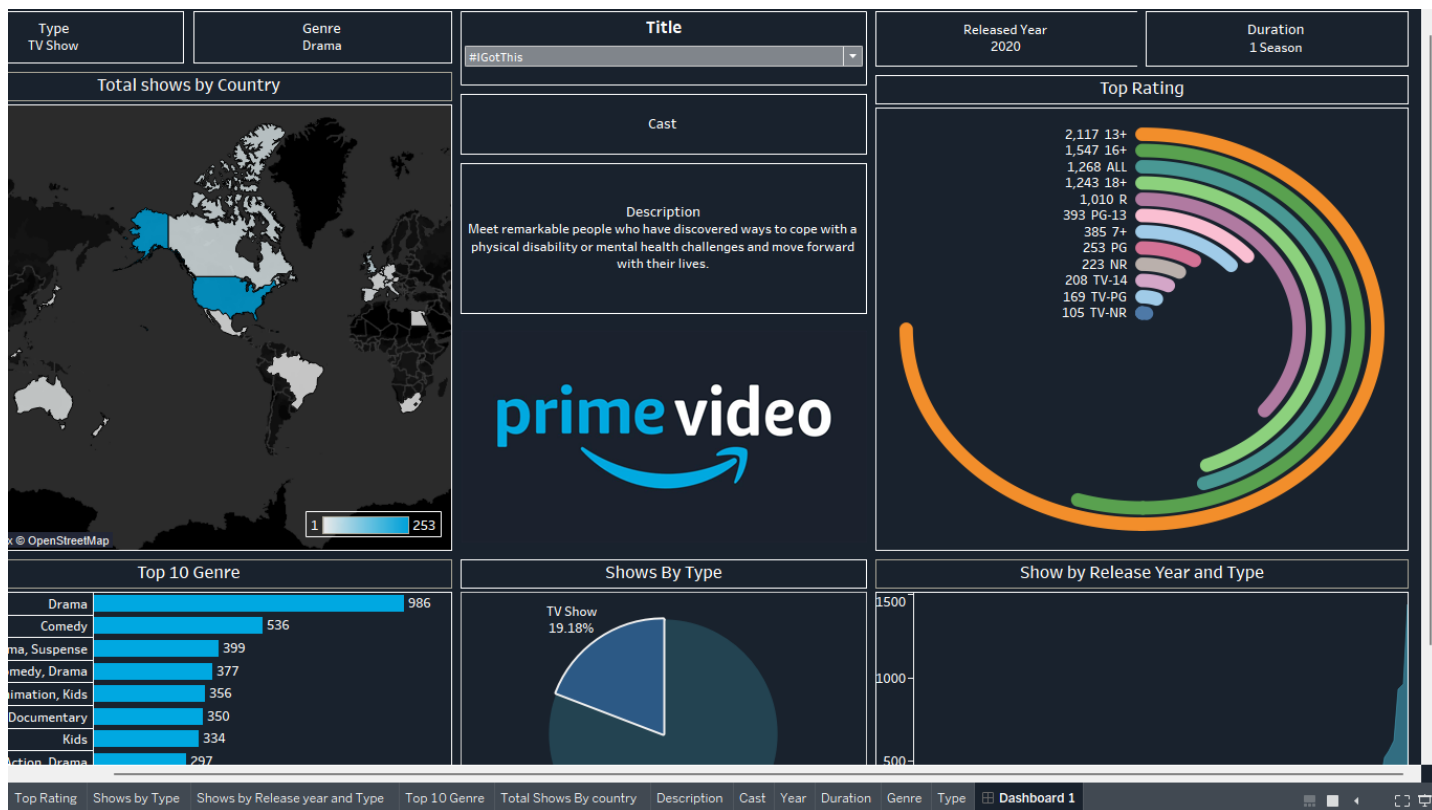 Type
TV Show
Genre
Drama
Title
#IGotThis
Released Year
2020
Duration
1 Season
Total shows by Country
Cast
Top Rating
Description
Meet remarkable people who have discovered ways to cope with a
physical disability or mental health challenges and move forward
with their lives.
2,117 13+
1,547 16+
1,268 ALL
1,243 18+
1,010 R
393 PG-13
385 7+
253 PG
223 NR
208 TV-14
169 TV-PG
105 TV-NR
prime video
1 253
x © OpenStreetMap
Top 10 Genre
Shows By Type
Show by Release Year and Type
Drama 986
Comedy 536
ma, Suspense 399
omedy, Drama 377
imation, Kids 356
Documentary 350
Kids 334
Action, Drama 297
TV Show
19.18%
1500
1000
500
Top Rating Shows by Type Shows by Release year and Type Top 10 Genre Total Shows By country Description Cast Year Duration Genre Type Dashboard 1